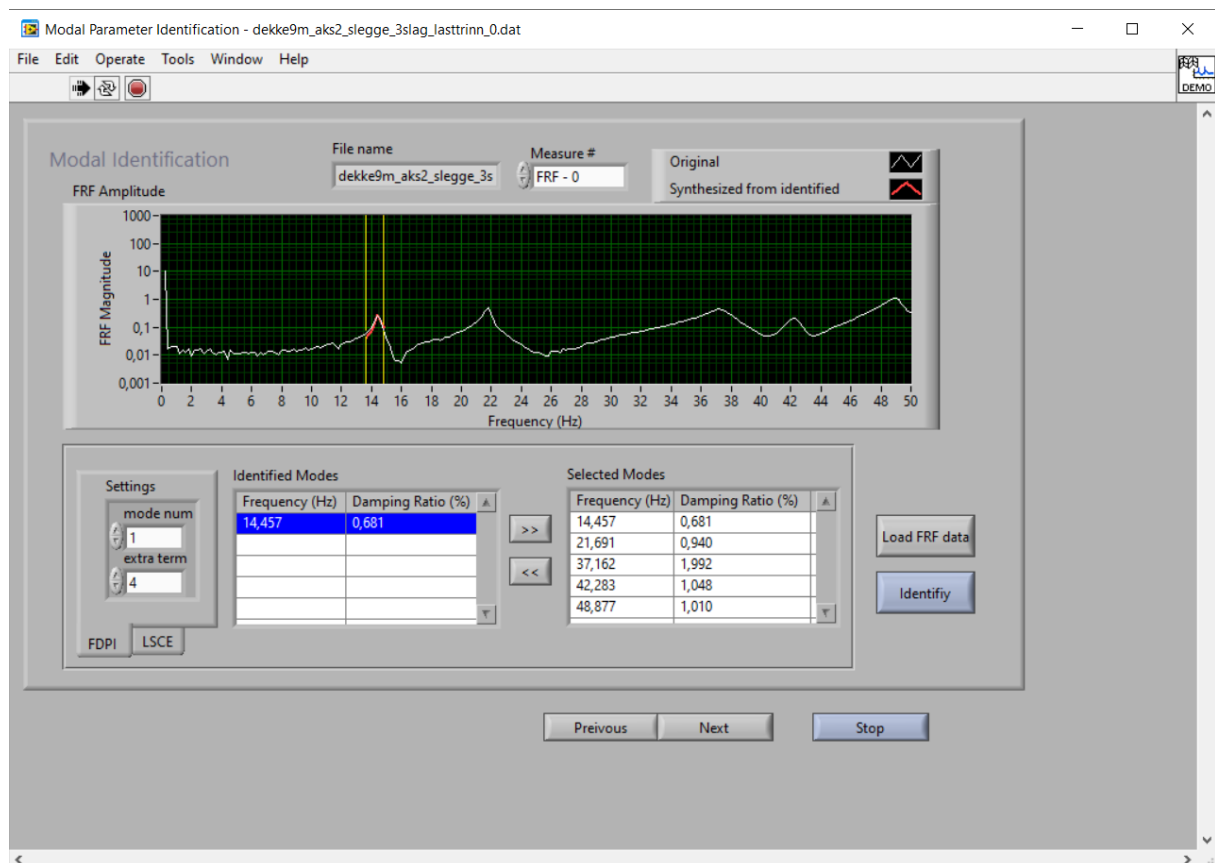 Modal Parameter Identification - dekke9m_aks2_slegge_3slag_lasttrinn_0.dat
File Edit Operate Tools Window Help
DEMO
Modal Identification
File name
dekke9m_aks2_slegge_3s
Measure #
FRF - 0
Original
Synthesized from identified
FRF Amplitude
FRF Magnitude
1000
100
10
1
0,1
0,01
0,001
0 2 4 6 8 10 12 14 16 18 20 22 24 26 28 30 32 34 36 38 40 42 44 46 48 50
Frequency (Hz)
Settings
mode num
1
extra term
4
FDPI LSCE
Identified Modes
Frequency (Hz) Damping Ratio (%)
14,457 0,681
>>
<<
Selected Modes
Frequency (Hz) Damping Ratio (%)
14,457 0,681
21,691 0,940
37,162 1,992
42,283 1,048
48,877 1,010
Load FRF data
Identifiy
Preivous Next Stop